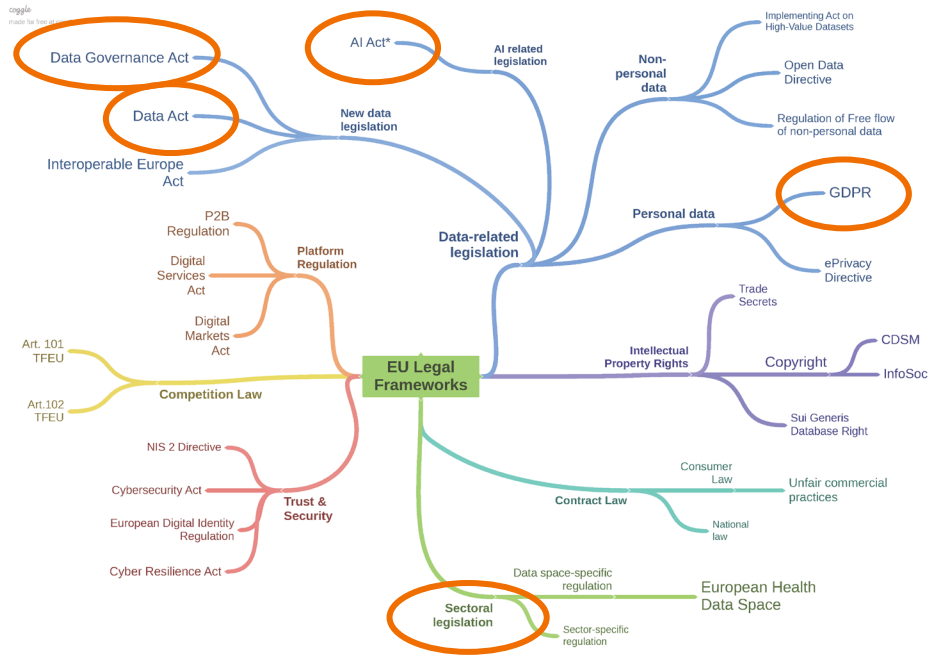 coggle
made for free at
Data Governance Act
Data Act
Interoperable Europe
Act
New data
legislation
AI Act*
AI related
legislation
Non-
personal
data
Implementing Act on
High-Value Datasets
Open Data
Directive
Regulation of Free flow
of non-personal data
Personal data
GDPR
ePrivacy
Directive
Data-related
legislation
P2B
Regulation
Digital
Services
Act
Digital
Markets
Act
Platform
Regulation
Art. 101
TFEU
Art.102
TFEU
Competition Law
EU Legal
Frameworks
Intellectual
Property Rights
Trade
Secrets
Copyright
CDSM
InfoSoc
Sui Generis
Database Right
NIS 2 Directive
Cybersecurity Act
European Digital Identity
Regulation
Cyber Resilience Act
Trust &
Security
Contract Law
Consumer
Law
Unfair commercial
practices
National
law
Sectoral
legislation
Data space-specific
regulation
European Health
Data Space
Sector-specific
regulation